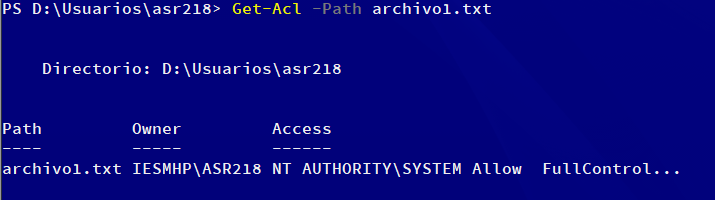 PS D:\Usuarios\asr218> Get-Acl -Path archivo1.txt
Directorio: D:\Usuarios\asr218
Path Owner Access
---- ----- ------
archivo1.txt IESMHP\ASR218 NT AUTHORITY\SYSTEM Allow FullControl...